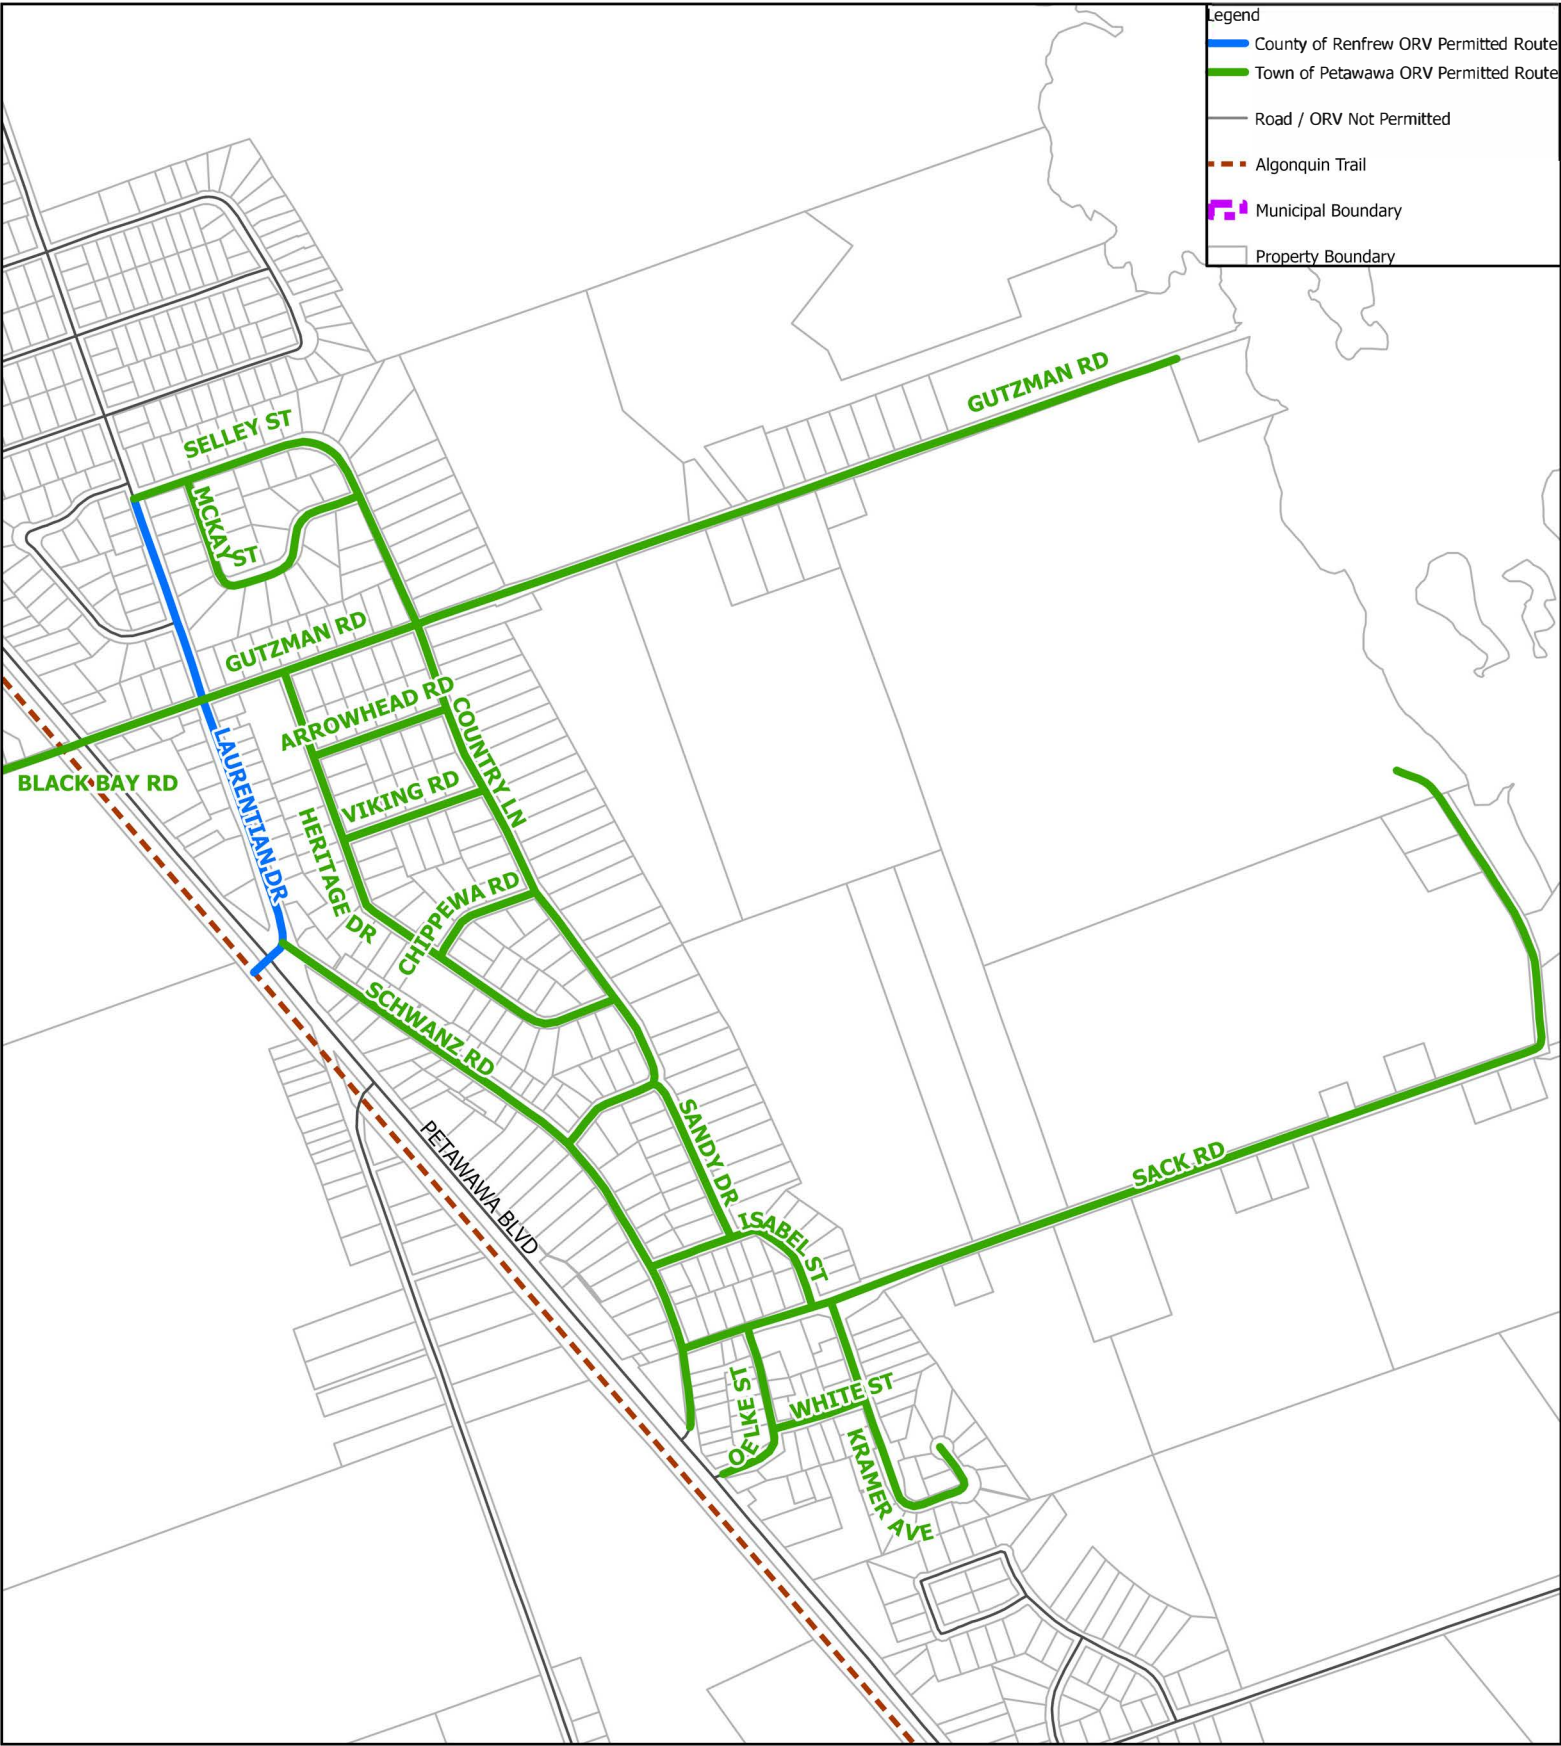 Legend
County of Renfrew ORV Permitted Route
Town of Petawawa ORV Permitted Route
Road / ORV Not Permitted
Algonquin Trail
Municipal Boundary
Property Boundary
GUTZMAN RD
SELLEY ST
MCKAY ST
GUTZMAN RD
ARROWHEAD RD
COUNTRY LN
BLACK BAY RD
LAURENTIAN DR
VIKING RD
HERITAGE DR
CHIPPEWA RD
SCHWANZ RD
PETAWAWA BLVD
SANDY DR
SACK RD
ISABEL ST
OELKE ST
WHITE ST
KRAMER AVE